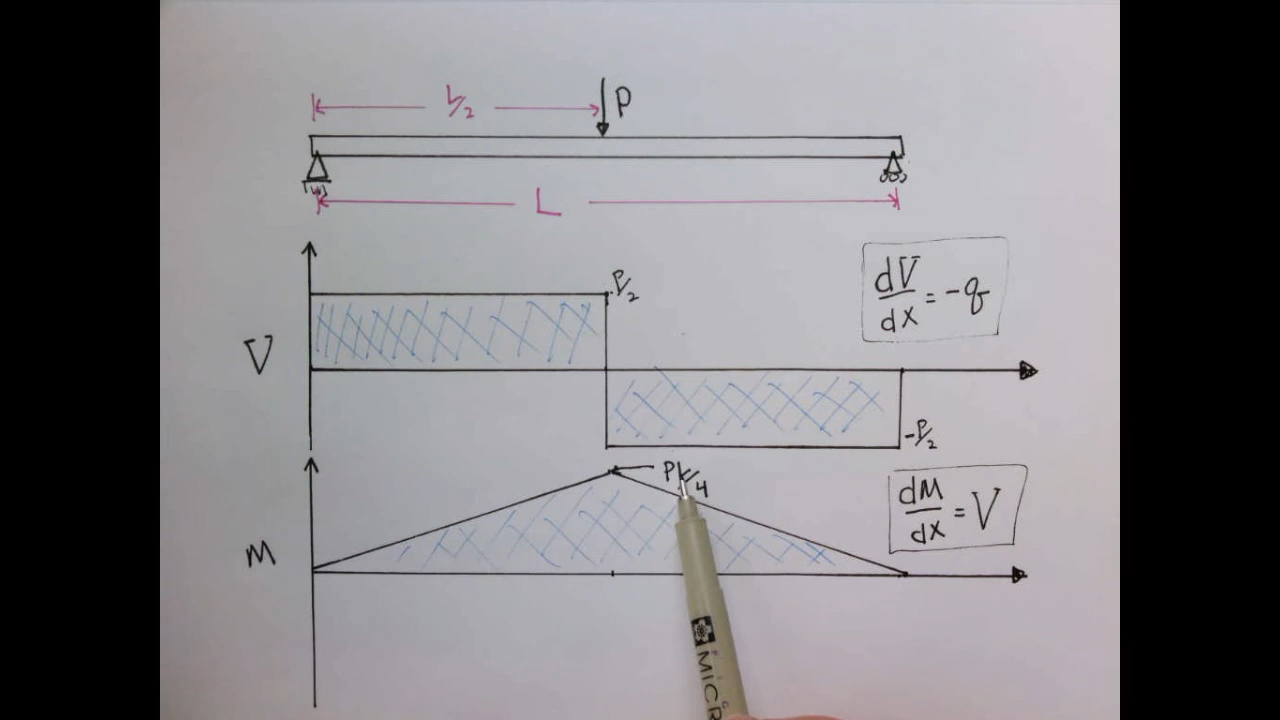 L/2
P
L
P/2
dV/dx = -q
V
-P/2
PL/4
dM/dx = V
M
MICR